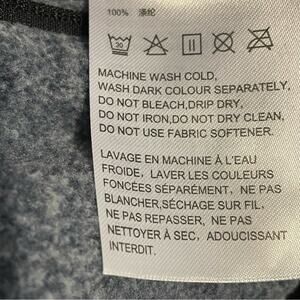 100% 涤纶
30
MACHINE WASH COLD,
WASH DARK COLOUR SEPARATELY,
DO NOT BLEACH,DRIP DRY,
DO NOT IRON,DO NOT DRY CLEAN,
DO NOT USE FABRIC SOFTENER.
LAVAGE EN MACHINE À L'EAU
FROIDE, LAVER LES COULEURS
FONCÉES SÉPARÉMENT, NE PAS
BLANCHER,SÉCHAGE SUR FIL,
NE PAS REPASSER, NE PAS
NETTOYER À SEC, ADOUCISSANT
INTERDIT.